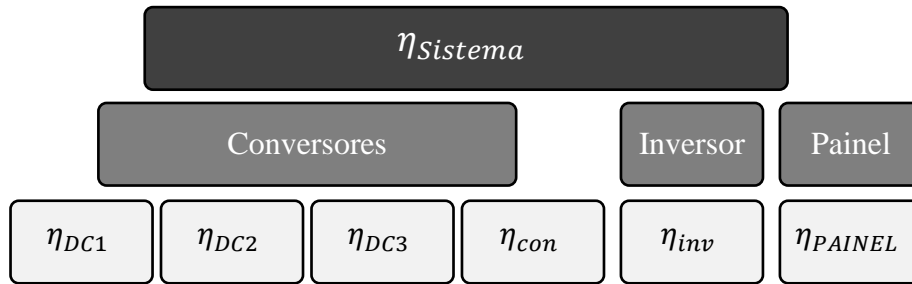 η_Sistema
Conversores Inversor Painel
η_DC1 η_DC2 η_DC3 η_con η_inv η_PAINEL